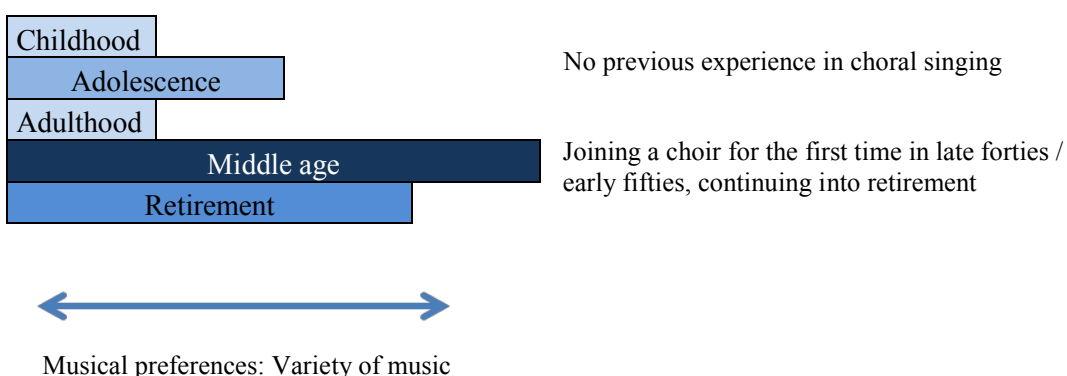 Childhood
Adolescence
No previous experience in choral singing
Adulthood
Middle age
Joining a choir for the first time in late forties /
early fifties, continuing into retirement
Retirement
Musical preferences: Variety of music